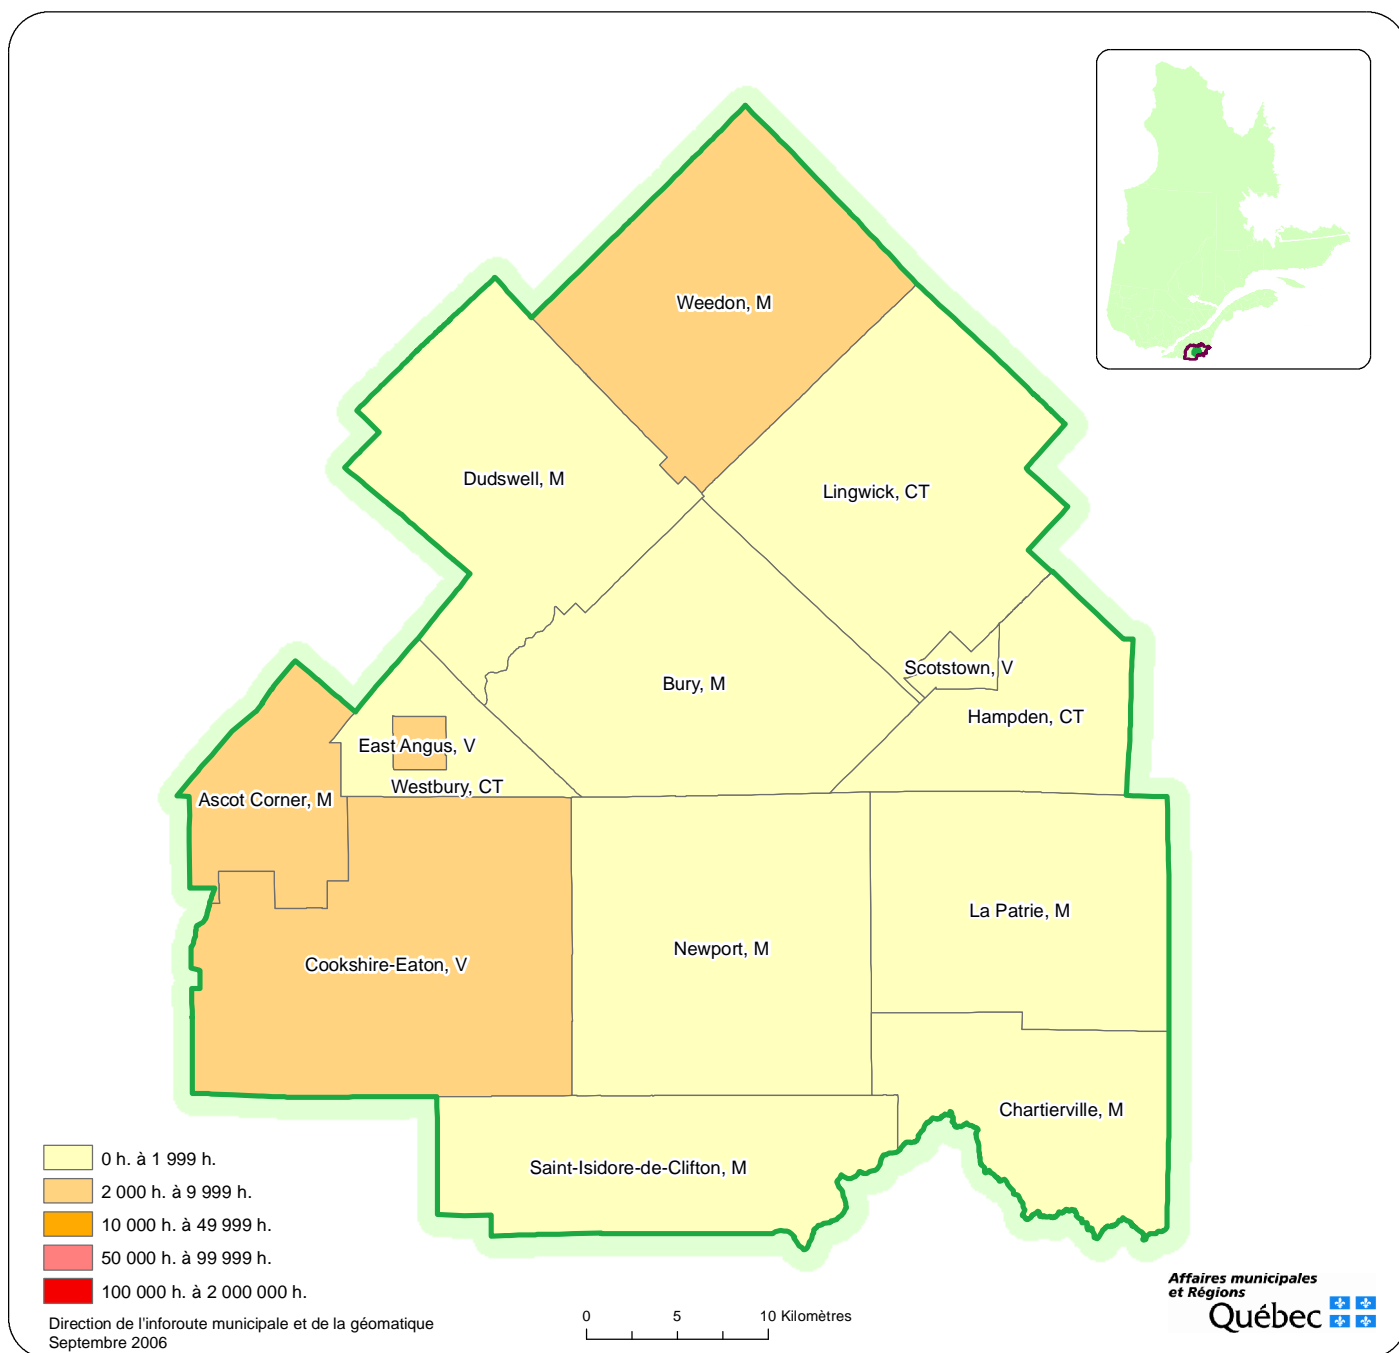 Weedon, M
Dudswell, M
Lingwick, CT
Scotstown, V
Bury, M
Hampden, CT
East Angus, V
Westbury, CT
Ascot Corner, M
La Patrie, M
Newport, M
Cookshire-Eaton, V
Chartierville, M
Saint-Isidore-de-Clifton, M
0 h. à 1 999 h.
2 000 h. à 9 999 h.
10 000 h. à 49 999 h.
50 000 h. à 99 999 h.
100 000 h. à 2 000 000 h.
Direction de l'inforoute municipale et de la géomatique
Septembre 2006
0 5 10 Kilomètres
Affaires municipales
et Régions
Québec